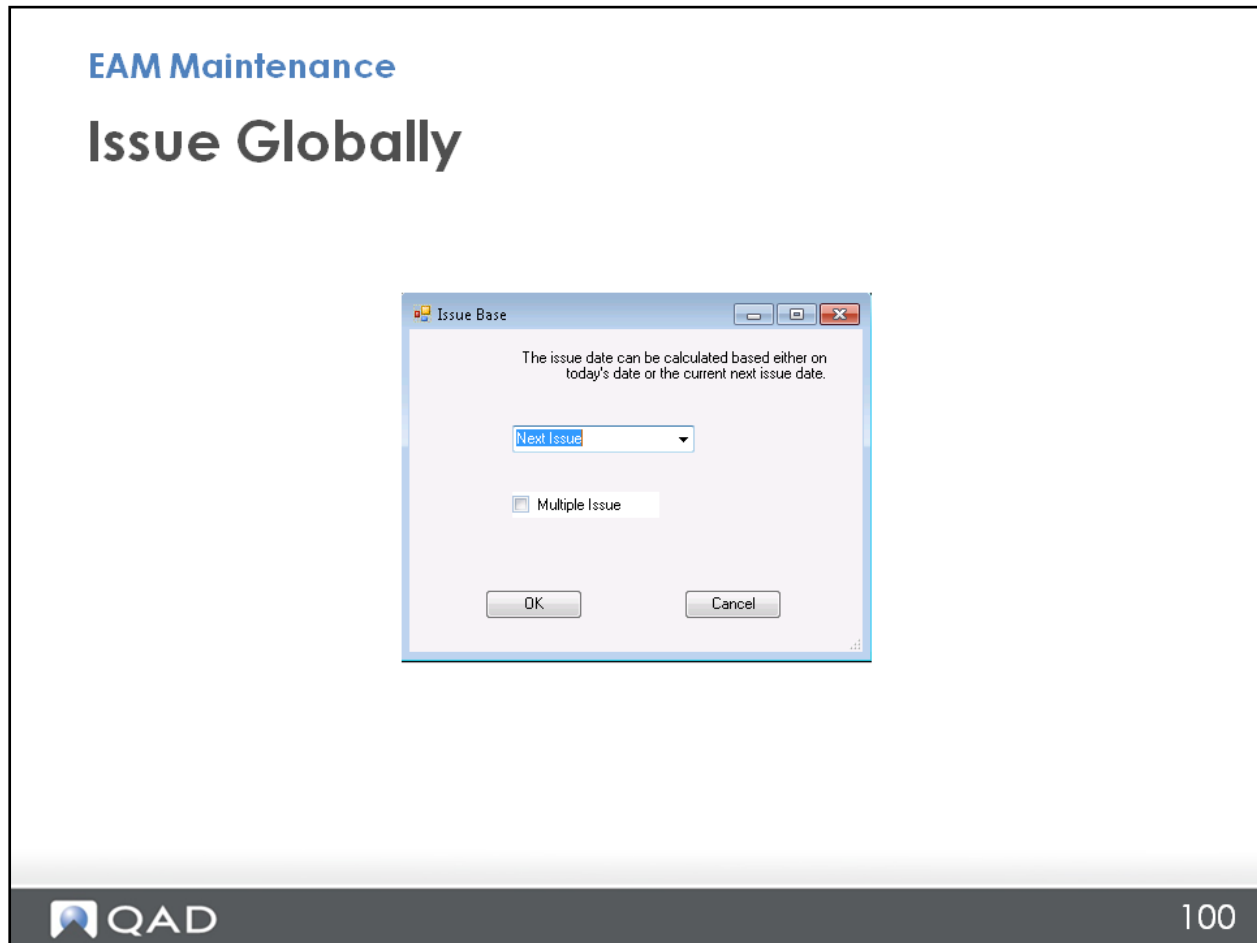 EAM Maintenance
Issue Globally
Issue Base
The issue date can be calculated based either on
today's date or the current next issue date.
Next Issue
Multiple Issue
OK Cancel
QAD 100